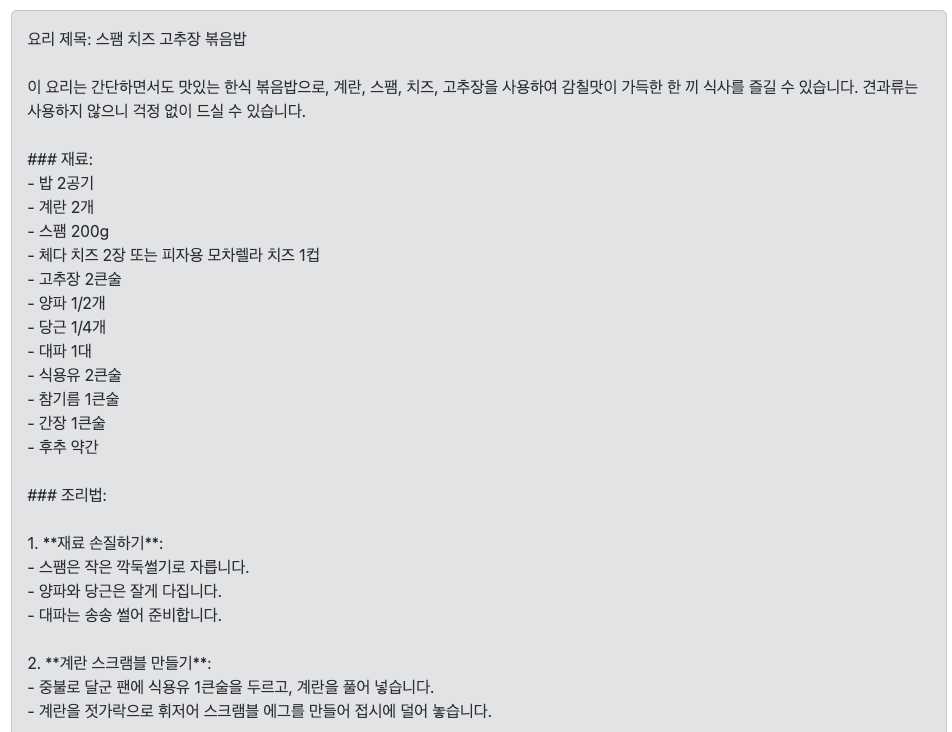 요리 제목: 스팸 치즈 고추장 볶음밥
이 요리는 간단하면서도 맛있는 한식 볶음밥으로, 계란, 스팸, 치즈, 고추장을 사용하여 감칠맛이 가득한 한 끼 식사를 즐길 수 있습니다. 견과류는
사용하지 않으니 걱정 없이 드실 수 있습니다.
### 재료:
- 밥 2공기
- 계란 2개
- 스팸 200g
- 체다 치즈 2장 또는 피자용 모차렐라 치즈 1컵
- 고추장 2큰술
- 양파 1/2개
- 당근 1/4개
- 대파 1대
- 식용유 2큰술
- 참기름 1큰술
- 간장 1큰술
- 후추 약간
### 조리법:
1. **재료 손질하기**:
- 스팸은 작은 깍둑썰기로 자릅니다.
- 양파와 당근은 잘게 다집니다.
- 대파는 송송 썰어 준비합니다.
2. **계란 스크램블 만들기**:
- 중불로 달군 팬에 식용유 1큰술을 두르고, 계란을 풀어 넣습니다.
- 계란을 젓가락으로 휘저어 스크램블 에그를 만들어 접시에 덜어 놓습니다.